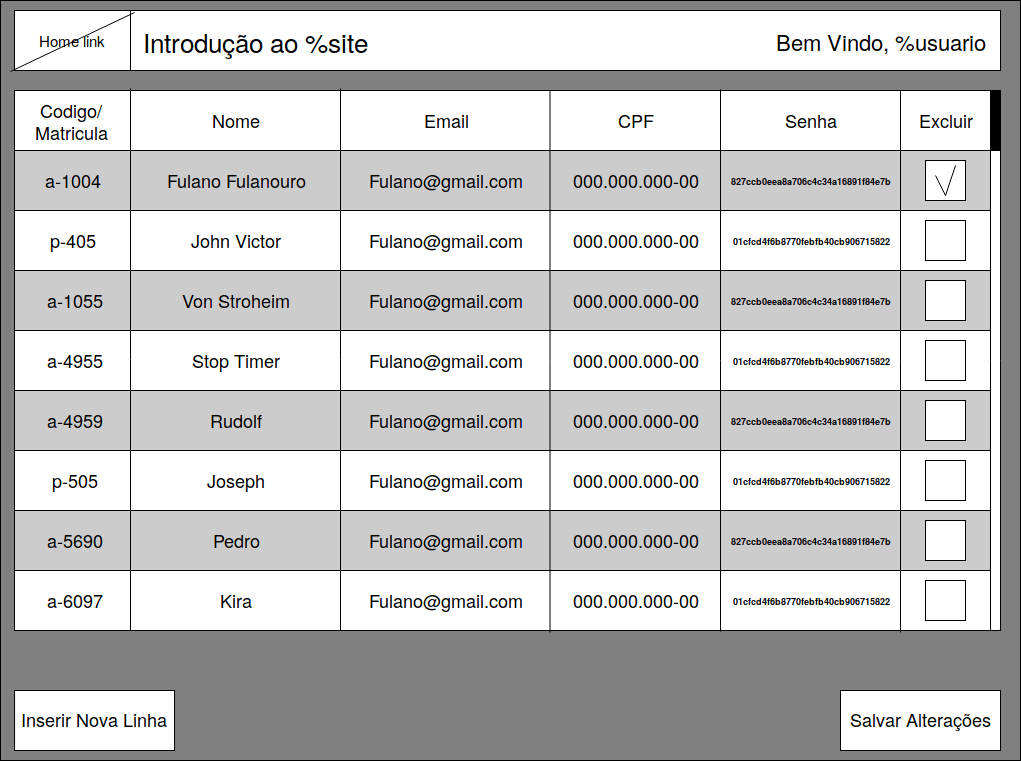 Home link
Introdução ao %site
Bem Vindo, %usuario
Codigo/
Matricula
Nome
Email
CPF
Senha
Excluir
a-1004 Fulano Fulanouro Fulano@gmail.com 000.000.000-00 827ccb0eea8a706c4c34a16891f84e7b
p-405 John Victor Fulano@gmail.com 000.000.000-00 01cfcd4f6b8770febfb40cb906715822
a-1055 Von Stroheim Fulano@gmail.com 000.000.000-00 827ccb0eea8a706c4c34a16891f84e7b
a-4955 Stop Timer Fulano@gmail.com 000.000.000-00 01cfcd4f6b8770febfb40cb906715822
a-4959 Rudolf Fulano@gmail.com 000.000.000-00 827ccb0eea8a706c4c34a16891f84e7b
p-505 Joseph Fulano@gmail.com 000.000.000-00 01cfcd4f6b8770febfb40cb906715822
a-5690 Pedro Fulano@gmail.com 000.000.000-00 827ccb0eea8a706c4c34a16891f84e7b
a-6097 Kira Fulano@gmail.com 000.000.000-00 01cfcd4f6b8770febfb40cb906715822
Inserir Nova Linha
Salvar Alterações